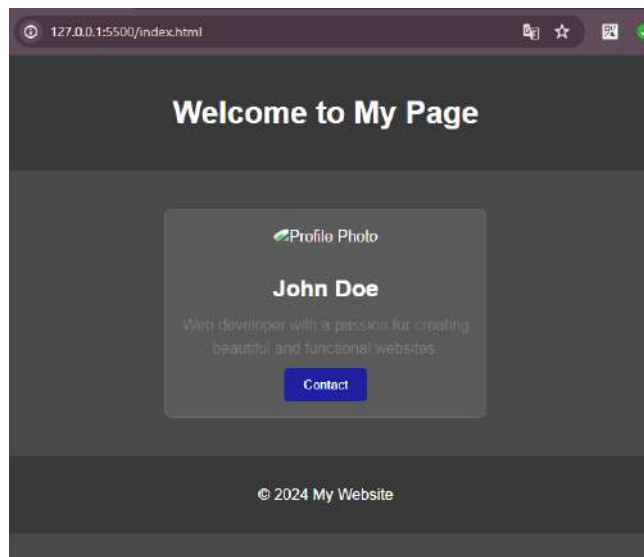 127.0.0.1:5500/index.html
Welcome to My Page
Profile Photo
John Doe
Web developer with a passion for creating
beautiful and functional websites.
Contact
© 2024 My Website